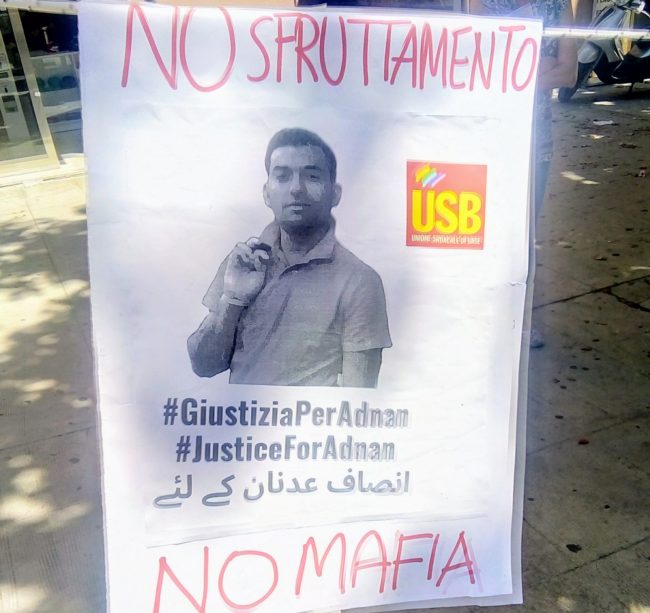 NO SFRUTTAMENTO
USB
UNIONE SINDACALE DI BASE
#GiustiziaPerAdnan
#JusticeForAdnan
انصاف عدنان کے لئے
NO MAFIA